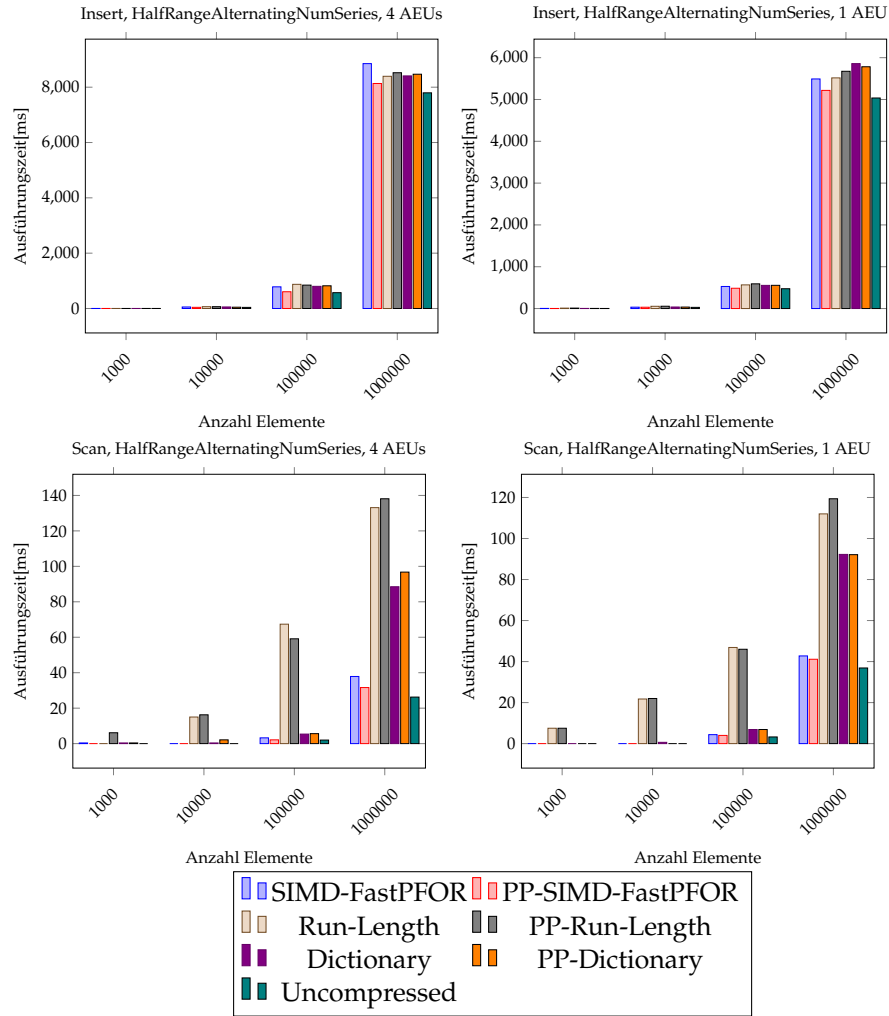 Insert, HalfRangeAlternatingNumSeries, 4 AEUs
Ausführungszeit[ms]
8,000
6,000
4,000
2,000
0
1000
10000
100000
1000000
Anzahl Elemente
Insert, HalfRangeAlternatingNumSeries, 1 AEU
Ausführungszeit[ms]
6,000
5,000
4,000
3,000
2,000
1,000
0
1000
10000
100000
1000000
Anzahl Elemente
Scan, HalfRangeAlternatingNumSeries, 4 AEUs
Ausführungszeit[ms]
140
120
100
80
60
40
20
0
1000
10000
100000
1000000
Anzahl Elemente
Scan, HalfRangeAlternatingNumSeries, 1 AEU
Ausführungszeit[ms]
120
100
80
60
40
20
0
1000
10000
100000
1000000
Anzahl Elemente
SIMD-FastPFOR
PP-SIMD-FastPFOR
Run-Length
PP-Run-Length
Dictionary
PP-Dictionary
Uncompressed